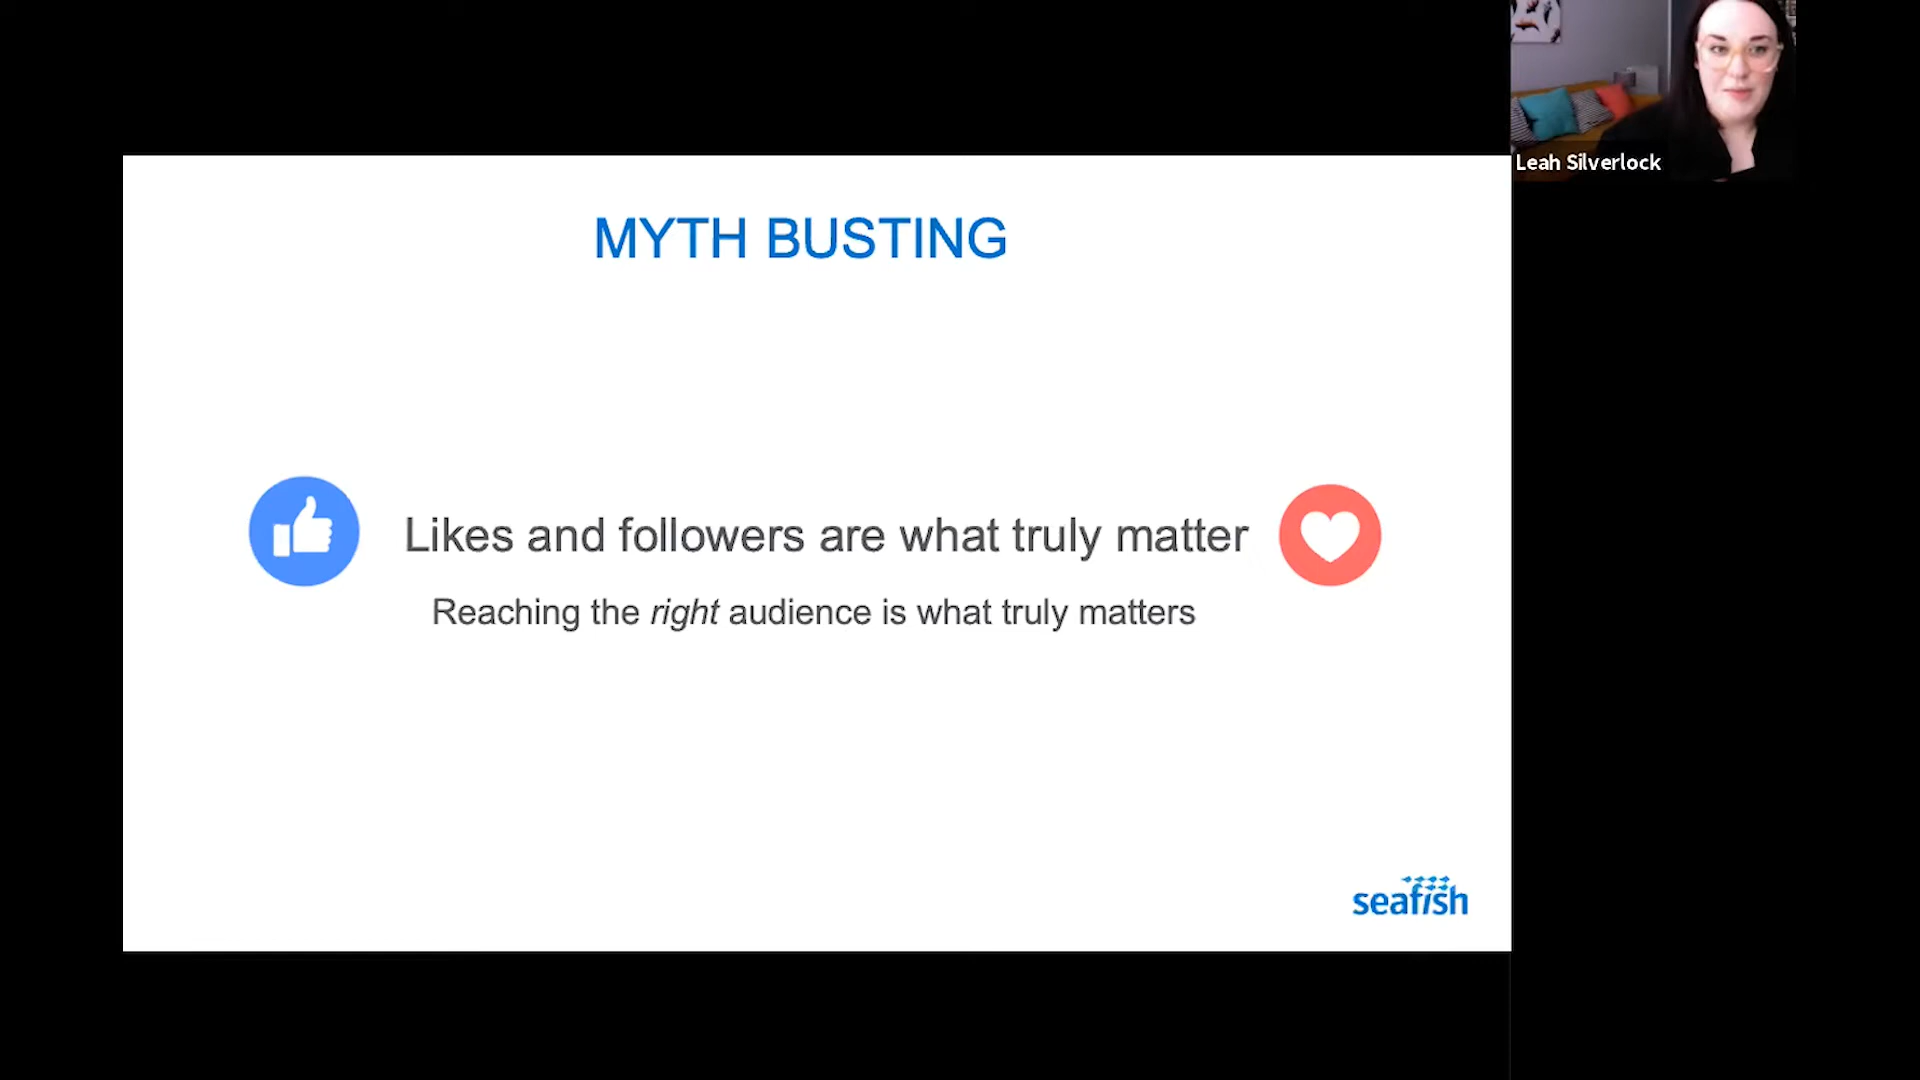 Leah Silverlock
MYTH BUSTING
Likes and followers are what truly matter
Reaching the right audience is what truly matters
seafish